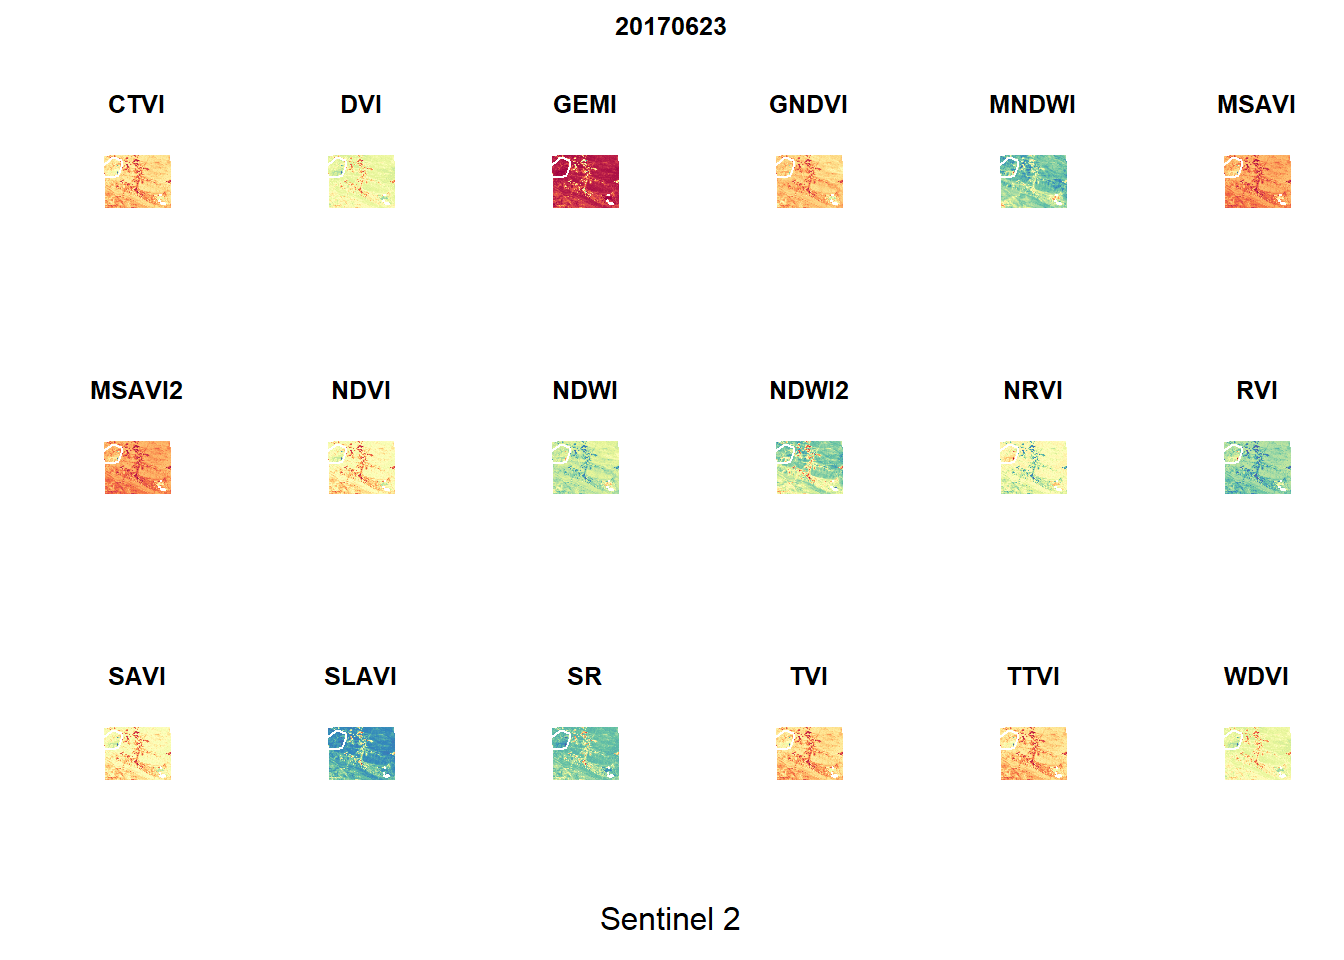 20170623
CTVI DVI GEMI GNDVI MNDWI MSAVI
MSAVI2 NDVI NDWI NDWI2 NRVI RVI
SAVI SLAVI SR TVI TTVI WDVI
Sentinel 2